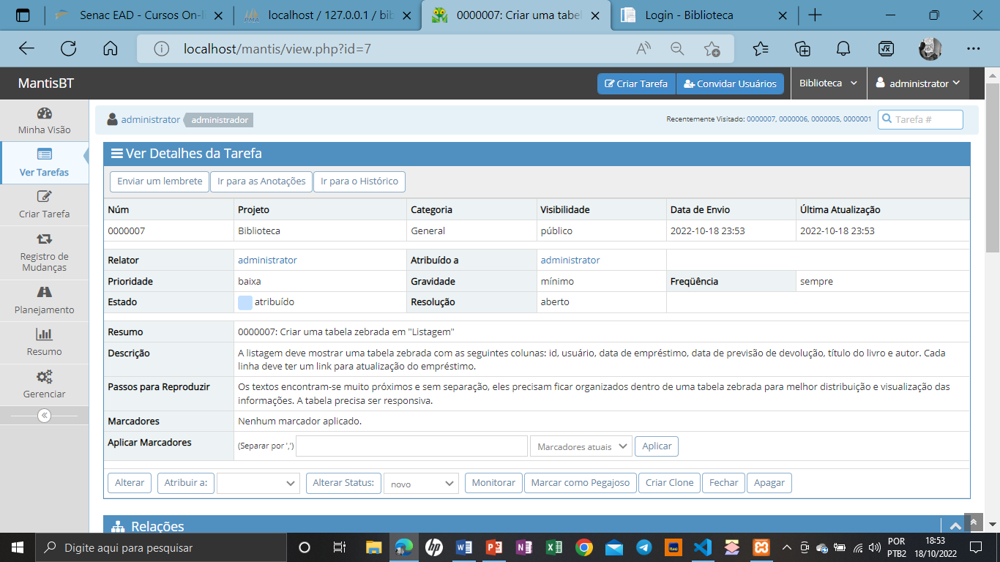 Senac EAD - Cursos On-li
localhost / 127.0.0.1 / bib
0000007: Criar uma tabel
Login - Biblioteca
localhost/mantis/view.php?id=7
MantisBT
Criar Tarefa
Convidar Usuários
Biblioteca
administrator
administrator
administrador
Recentemente Visitado: 0000007, 0000006, 0000005, 0000001
Tarefa #
Minha Visão
Ver Tarefas
Criar Tarefa
Registro de
Mudanças
Planejamento
Resumo
Gerenciar
Ver Detalhes da Tarefa
Enviar um lembrete
Ir para as Anotações
Ir para o Histórico
Núm Projeto Categoria Visibilidade Data de Envio Última Atualização
0000007 Biblioteca General público 2022-10-18 23:53 2022-10-18 23:53
Relator administrator Atribuído a administrator
Prioridade baixa Gravidade mínimo Freqüência sempre
Estado atribuído Resolução aberto
Resumo 0000007: Criar uma tabela zebrada em "Listagem"
Descrição A listagem deve mostrar uma tabela zebrada com as seguintes colunas: id, usuário, data de empréstimo, data de previsão de devolução, título do livro e autor. Cada
linha deve ter um link para atualização do empréstimo.
Passos para Reproduzir Os textos encontram-se muito próximos e sem separação, eles precisam ficar organizados dentro de uma tabela zebrada para melhor distribuição e visualização das
informações. A tabela precisa ser responsiva.
Marcadores Nenhum marcador aplicado.
Aplicar Marcadores (Separar por ',') Marcadores atuais Aplicar
Alterar Atribuir a: Alterar Status: novo Monitorar Marcar como Pegajoso Criar Clone Fechar Apagar
Relações
Digite aqui para pesquisar
POR
PTB2
18:53
18/10/2022